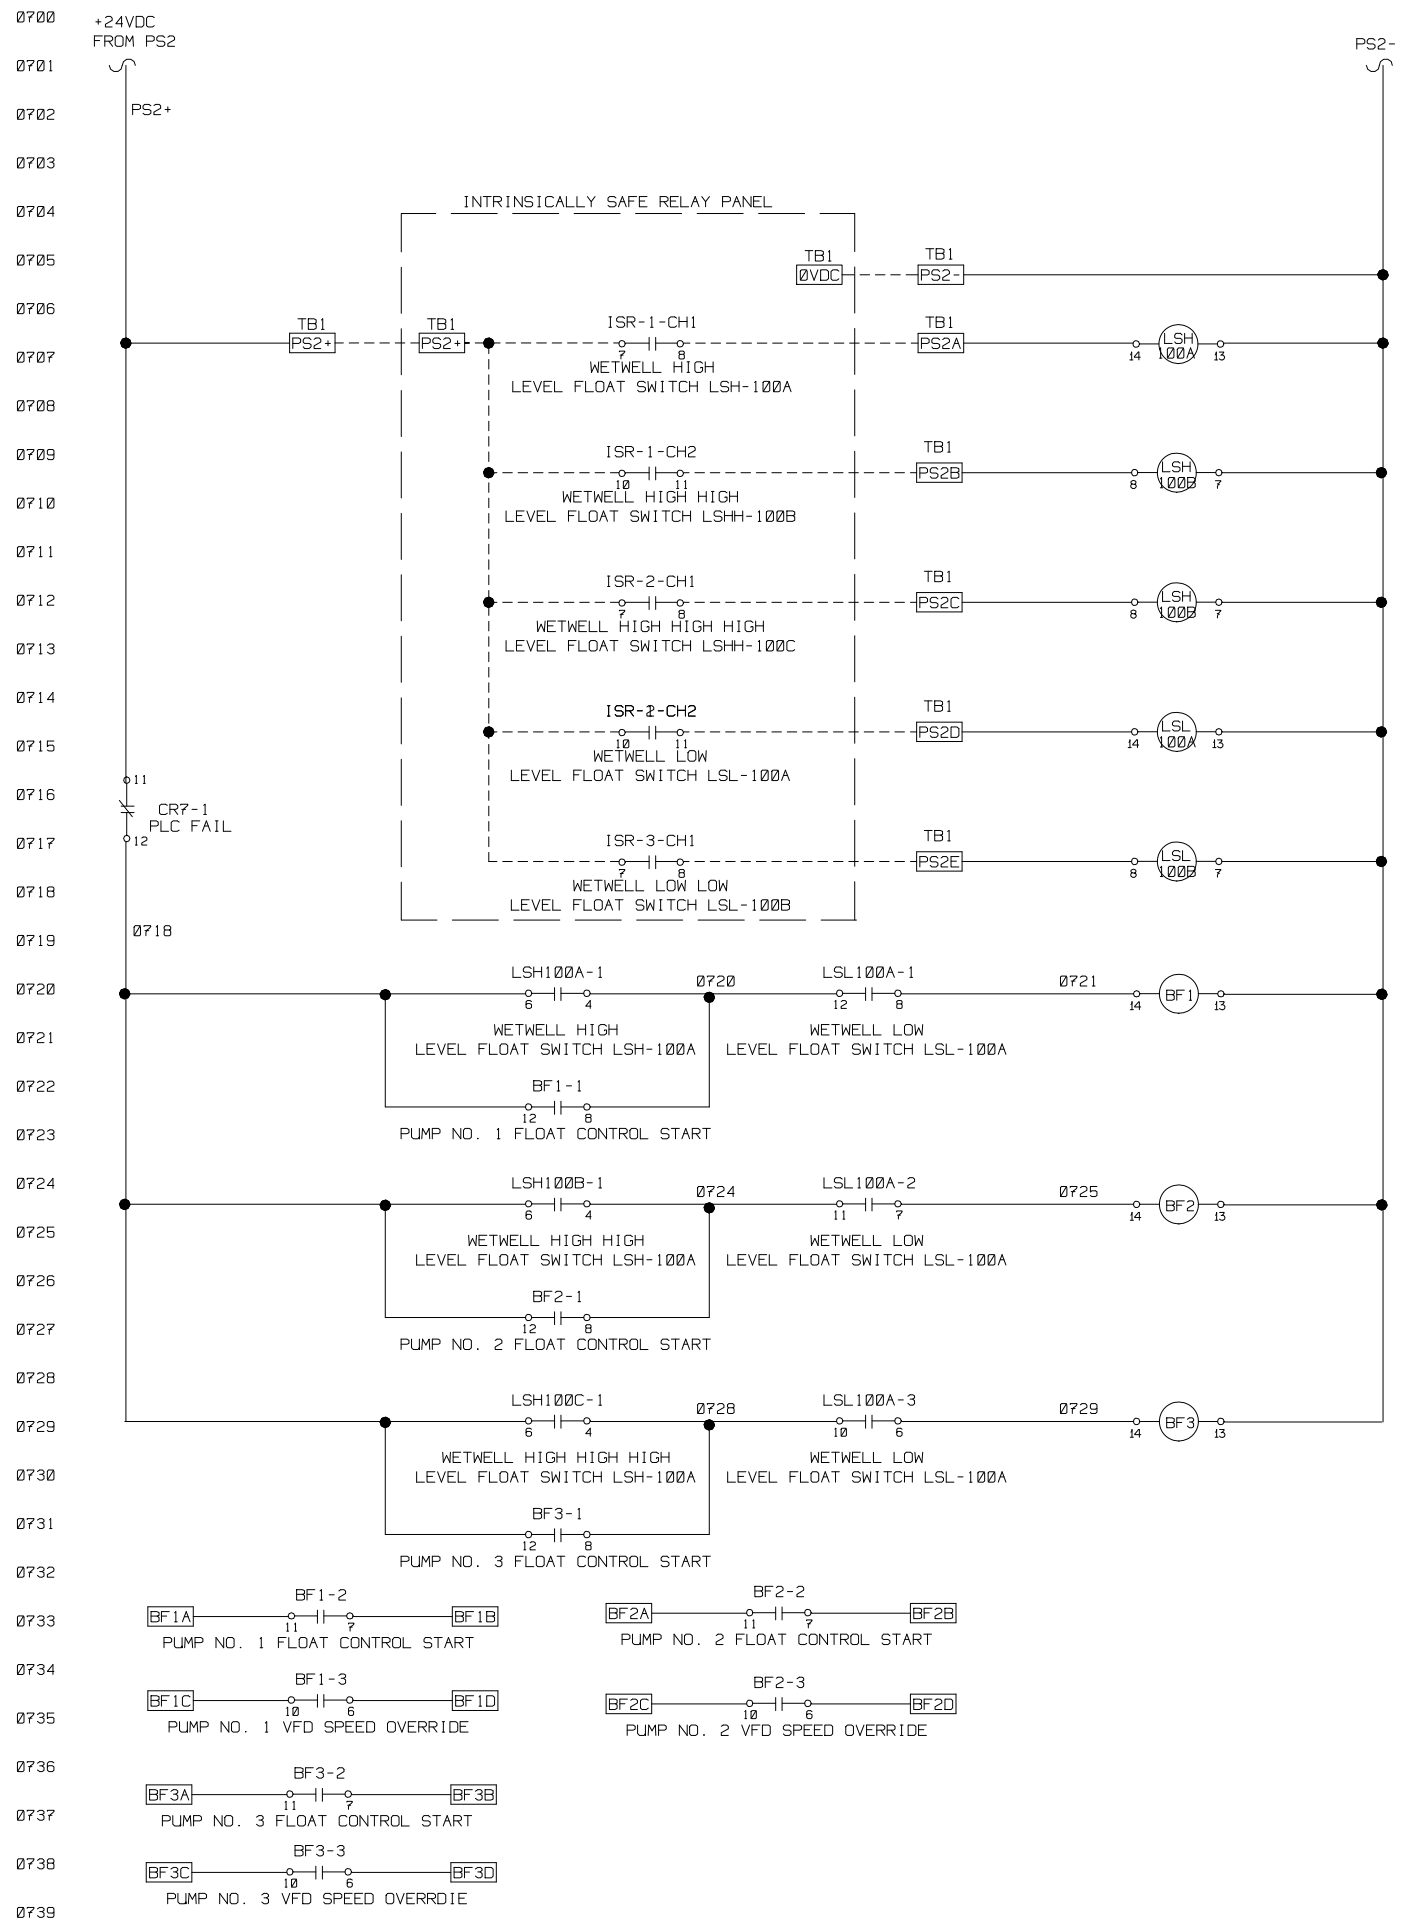 0700
+24VDC
FROM PS2
PS2-
0701
PS2+
0702
0703
INTRINSICALLY SAFE RELAY PANEL
0704
0705
TB1
0VDC
TB1
PS2-
0706
TB1
PS2+
TB1
PS2+
ISR-1-CH1
7
8
TB1
PS2A
14
LSH
100A
13
0707
WETWELL HIGH
LEVEL FLOAT SWITCH LSH-100A
0708
0709
ISR-1-CH2
10
11
TB1
PS2B
8
LSH
100B
7
0710
WETWELL HIGH HIGH
LEVEL FLOAT SWITCH LSHH-100B
0711
0712
ISR-2-CH1
7
8
TB1
PS2C
8
LSH
100B
7
WETWELL HIGH HIGH HIGH
0713
LEVEL FLOAT SWITCH LSHH-100C
0714
-CH2
10
11
TB1
PS2D
14
LSL
100A
13
0715
WETWELL LOW
LEVEL FLOAT SWITCH LSL-100A
11
0716
CR7-1
PLC FAIL
12
0717
ISR-3-CH1
7
8
TB1
PS2E
8
LSL
100B
7
0718
WETWELL LOW LOW
LEVEL FLOAT SWITCH LSL-100B
0718
0719
0720
LSH100A-1
6
4
0720
LSL100A-1
12
8
0721
14
BF1
13
0721
WETWELL HIGH
LEVEL FLOAT SWITCH LSH-100A
WETWELL LOW
LEVEL FLOAT SWITCH LSL-100A
0722
BF1-1
12
8
0723
PUMP NO. 1 FLOAT CONTROL START
0724
LSH100B-1
6
4
0724
LSL100A-2
11
7
0725
14
BF2
13
0725
WETWELL HIGH HIGH
LEVEL FLOAT SWITCH LSH-100A
WETWELL LOW
LEVEL FLOAT SWITCH LSL-100A
0726
BF2-1
12
8
0727
PUMP NO. 2 FLOAT CONTROL START
0728
LSH100C-1
6
4
0728
LSL100A-3
10
6
0729
14
BF3
13
0729
WETWELL HIGH HIGH HIGH
LEVEL FLOAT SWITCH LSH-100A
WETWELL LOW
LEVEL FLOAT SWITCH LSL-100A
0730
0731
BF3-1
12
8
PUMP NO. 3 FLOAT CONTROL START
0732
0733
BF1A
BF1-2
11
7
BF1B
PUMP NO. 1 FLOAT CONTROL START
BF2A
BF2-2
11
7
BF2B
PUMP NO. 2 FLOAT CONTROL START
0734
BF1C
BF1-3
10
6
BF1D
PUMP NO. 1 VFD SPEED OVERRIDE
BF2C
BF2-3
10
6
BF2D
PUMP NO. 2 VFD SPEED OVERRIDE
0735
0736
BF3A
BF3-2
11
7
BF3B
0737
PUMP NO. 3 FLOAT CONTROL START
0738
BF3C
BF3-3
10
6
BF3D
PUMP NO. 3 VFD SPEED OVERRDIE
0739